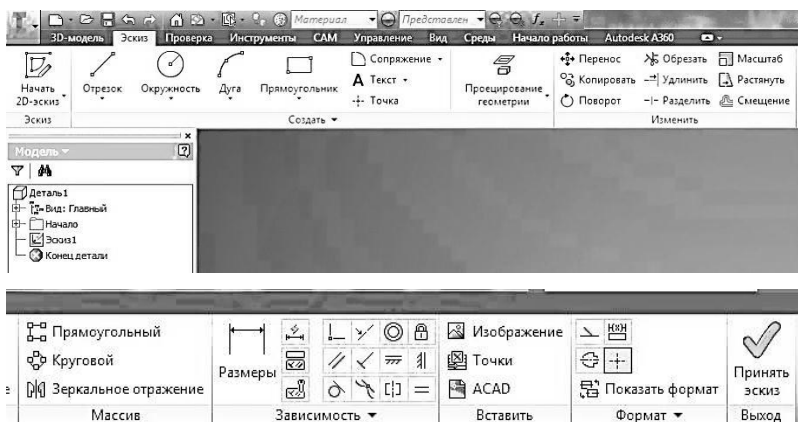 Материал Представлен fx
3D-модель Эскиз Проверка Инструменты CAM Управление Вид Среды Начало работы Autodesk A360
Начать 2D-эскиз Отрезок Окружность Дуга Прямоугольник Сопряжение Проецирование геометрии Перенос Обрезать Масштаб
A Текст Копировать Удлинить Растянуть
Точка Поворот Разделить Смещение
Эскиз Создать Изменить
Модель
Деталь1
Вид: Главный
Начало
Эскиз1
Конец детали
Прямоугольный Размеры Изображение Принять эскиз
Круговой Точки
Зеркальное отражение ACAD Показать формат
Массив Зависимость Вставить Формат Выход